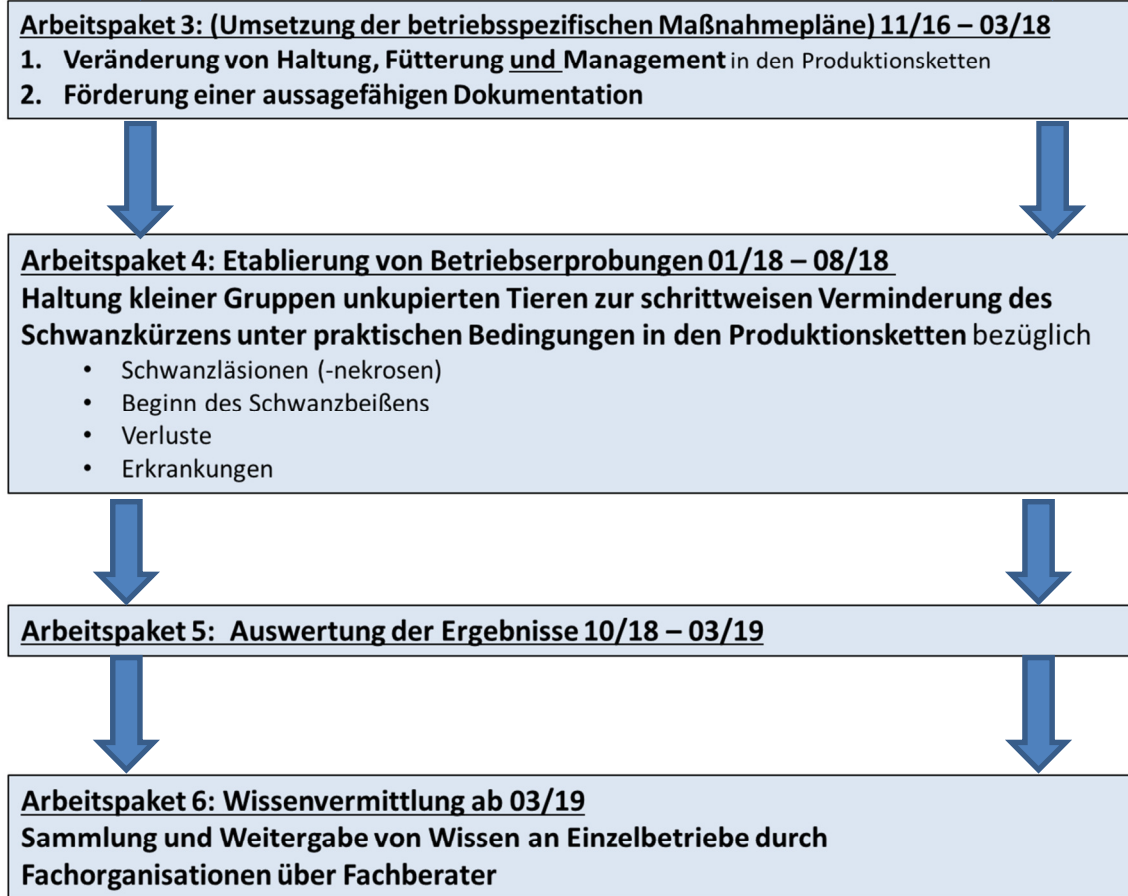 Arbeitspaket 3: (Umsetzung der betriebsspezifischen Maßnahmepläne) 11/16 – 03/18
1. Veränderung von Haltung, Fütterung und Management in den Produktionsketten
2. Förderung einer aussagefähigen Dokumentation
Arbeitspaket 4: Etablierung von Betriebserprobungen 01/18 – 08/18
Haltung kleiner Gruppen unkupierten Tieren zur schrittweisen Verminderung des
Schwanzkürzens unter praktischen Bedingungen in den Produktionsketten bezüglich
• Schwanzläsionen (-nekrosen)
• Beginn des Schwanzbeißens
• Verluste
• Erkrankungen
Arbeitspaket 5: Auswertung der Ergebnisse 10/18 – 03/19
Arbeitspaket 6: Wissenvermittlung ab 03/19
Sammlung und Weitergabe von Wissen an Einzelbetriebe durch
Fachorganisationen über Fachberater